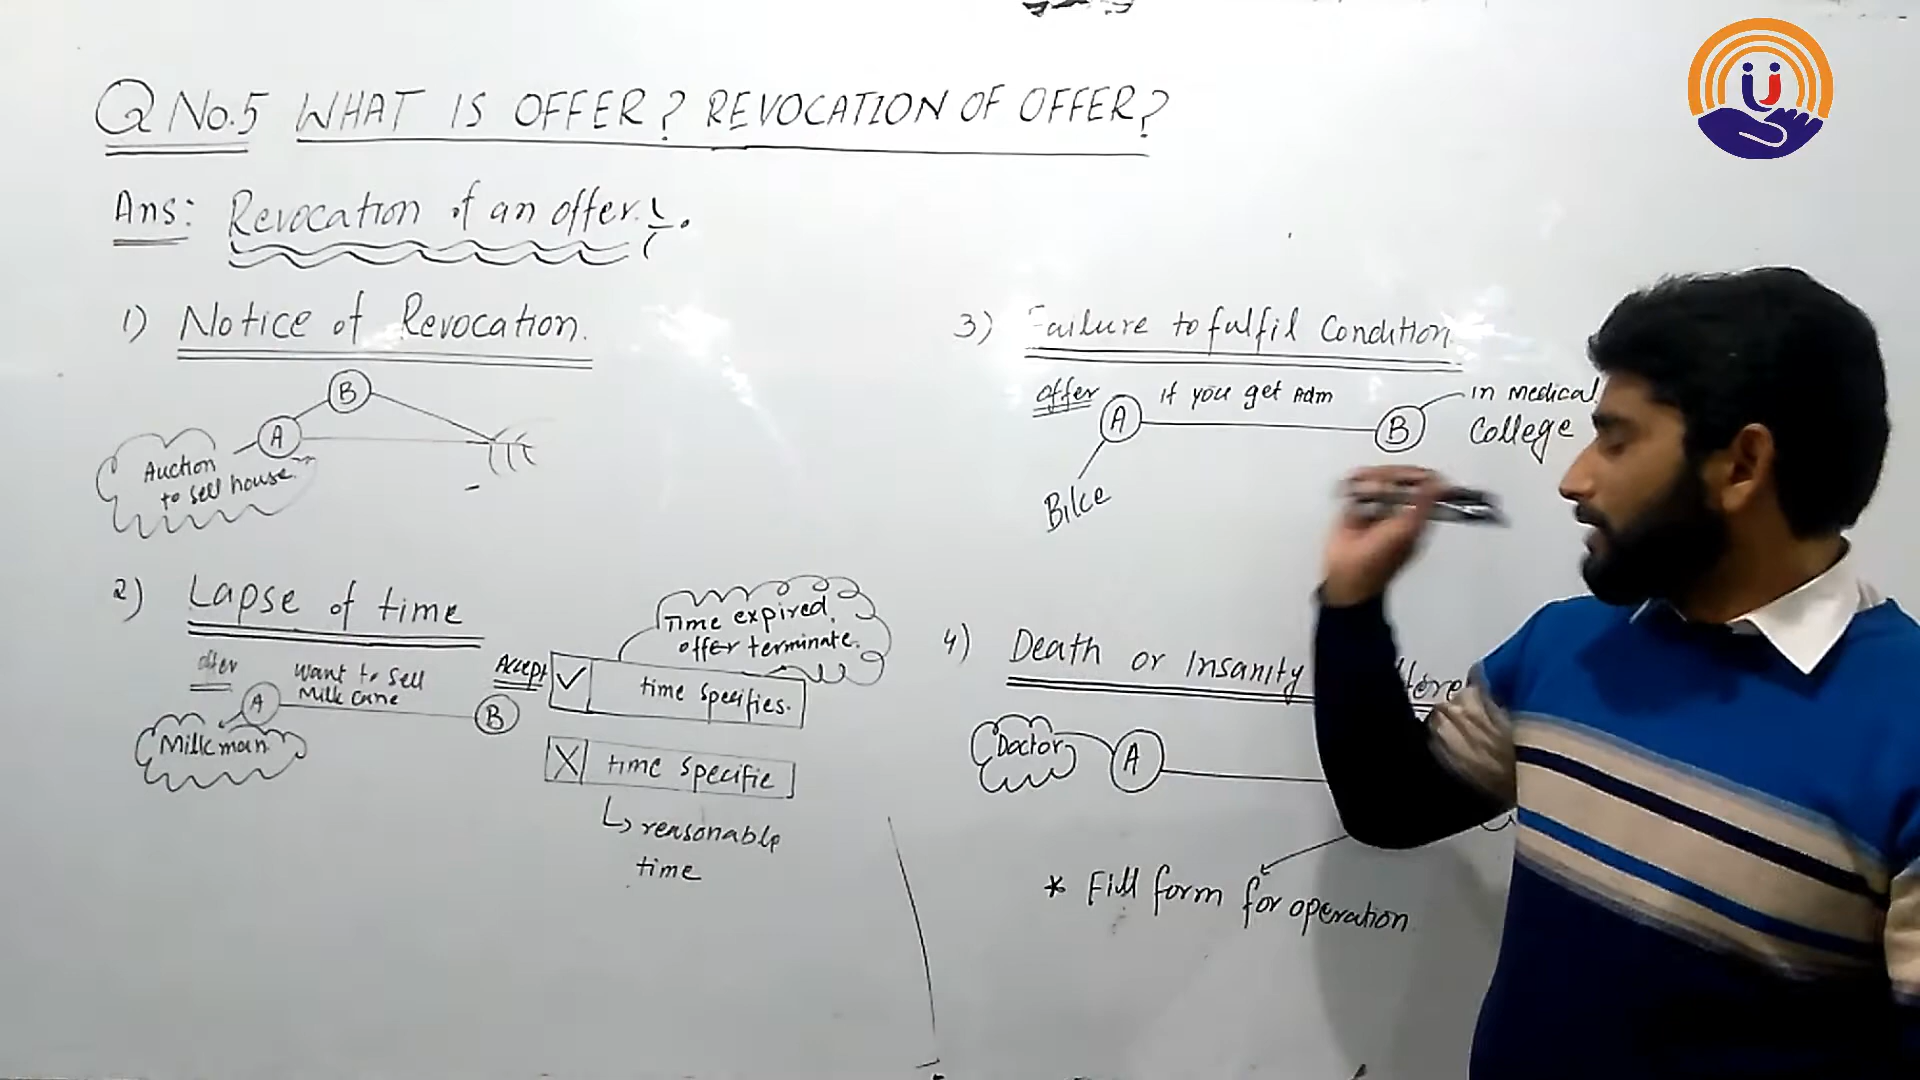 Q No.5 WHAT IS OFFER? REVOCATION OF OFFER?
Ans: Revocation of an offer:
1) Notice of Revocation.
B
A
Auction
to sell house.
2) Lapse of time
offer
A
Want to Sell
Milk cane
B
Milk man
Accept
Time expired,
offer terminate.
✓ time specifies.
X time specific
↳ reasonable
time
3) Failure to fulfil Condition.
offer
A
if you get Adm
B
in Medical
College
Bike
4) Death or Insanity
Doctor
A
* Fill form for operation